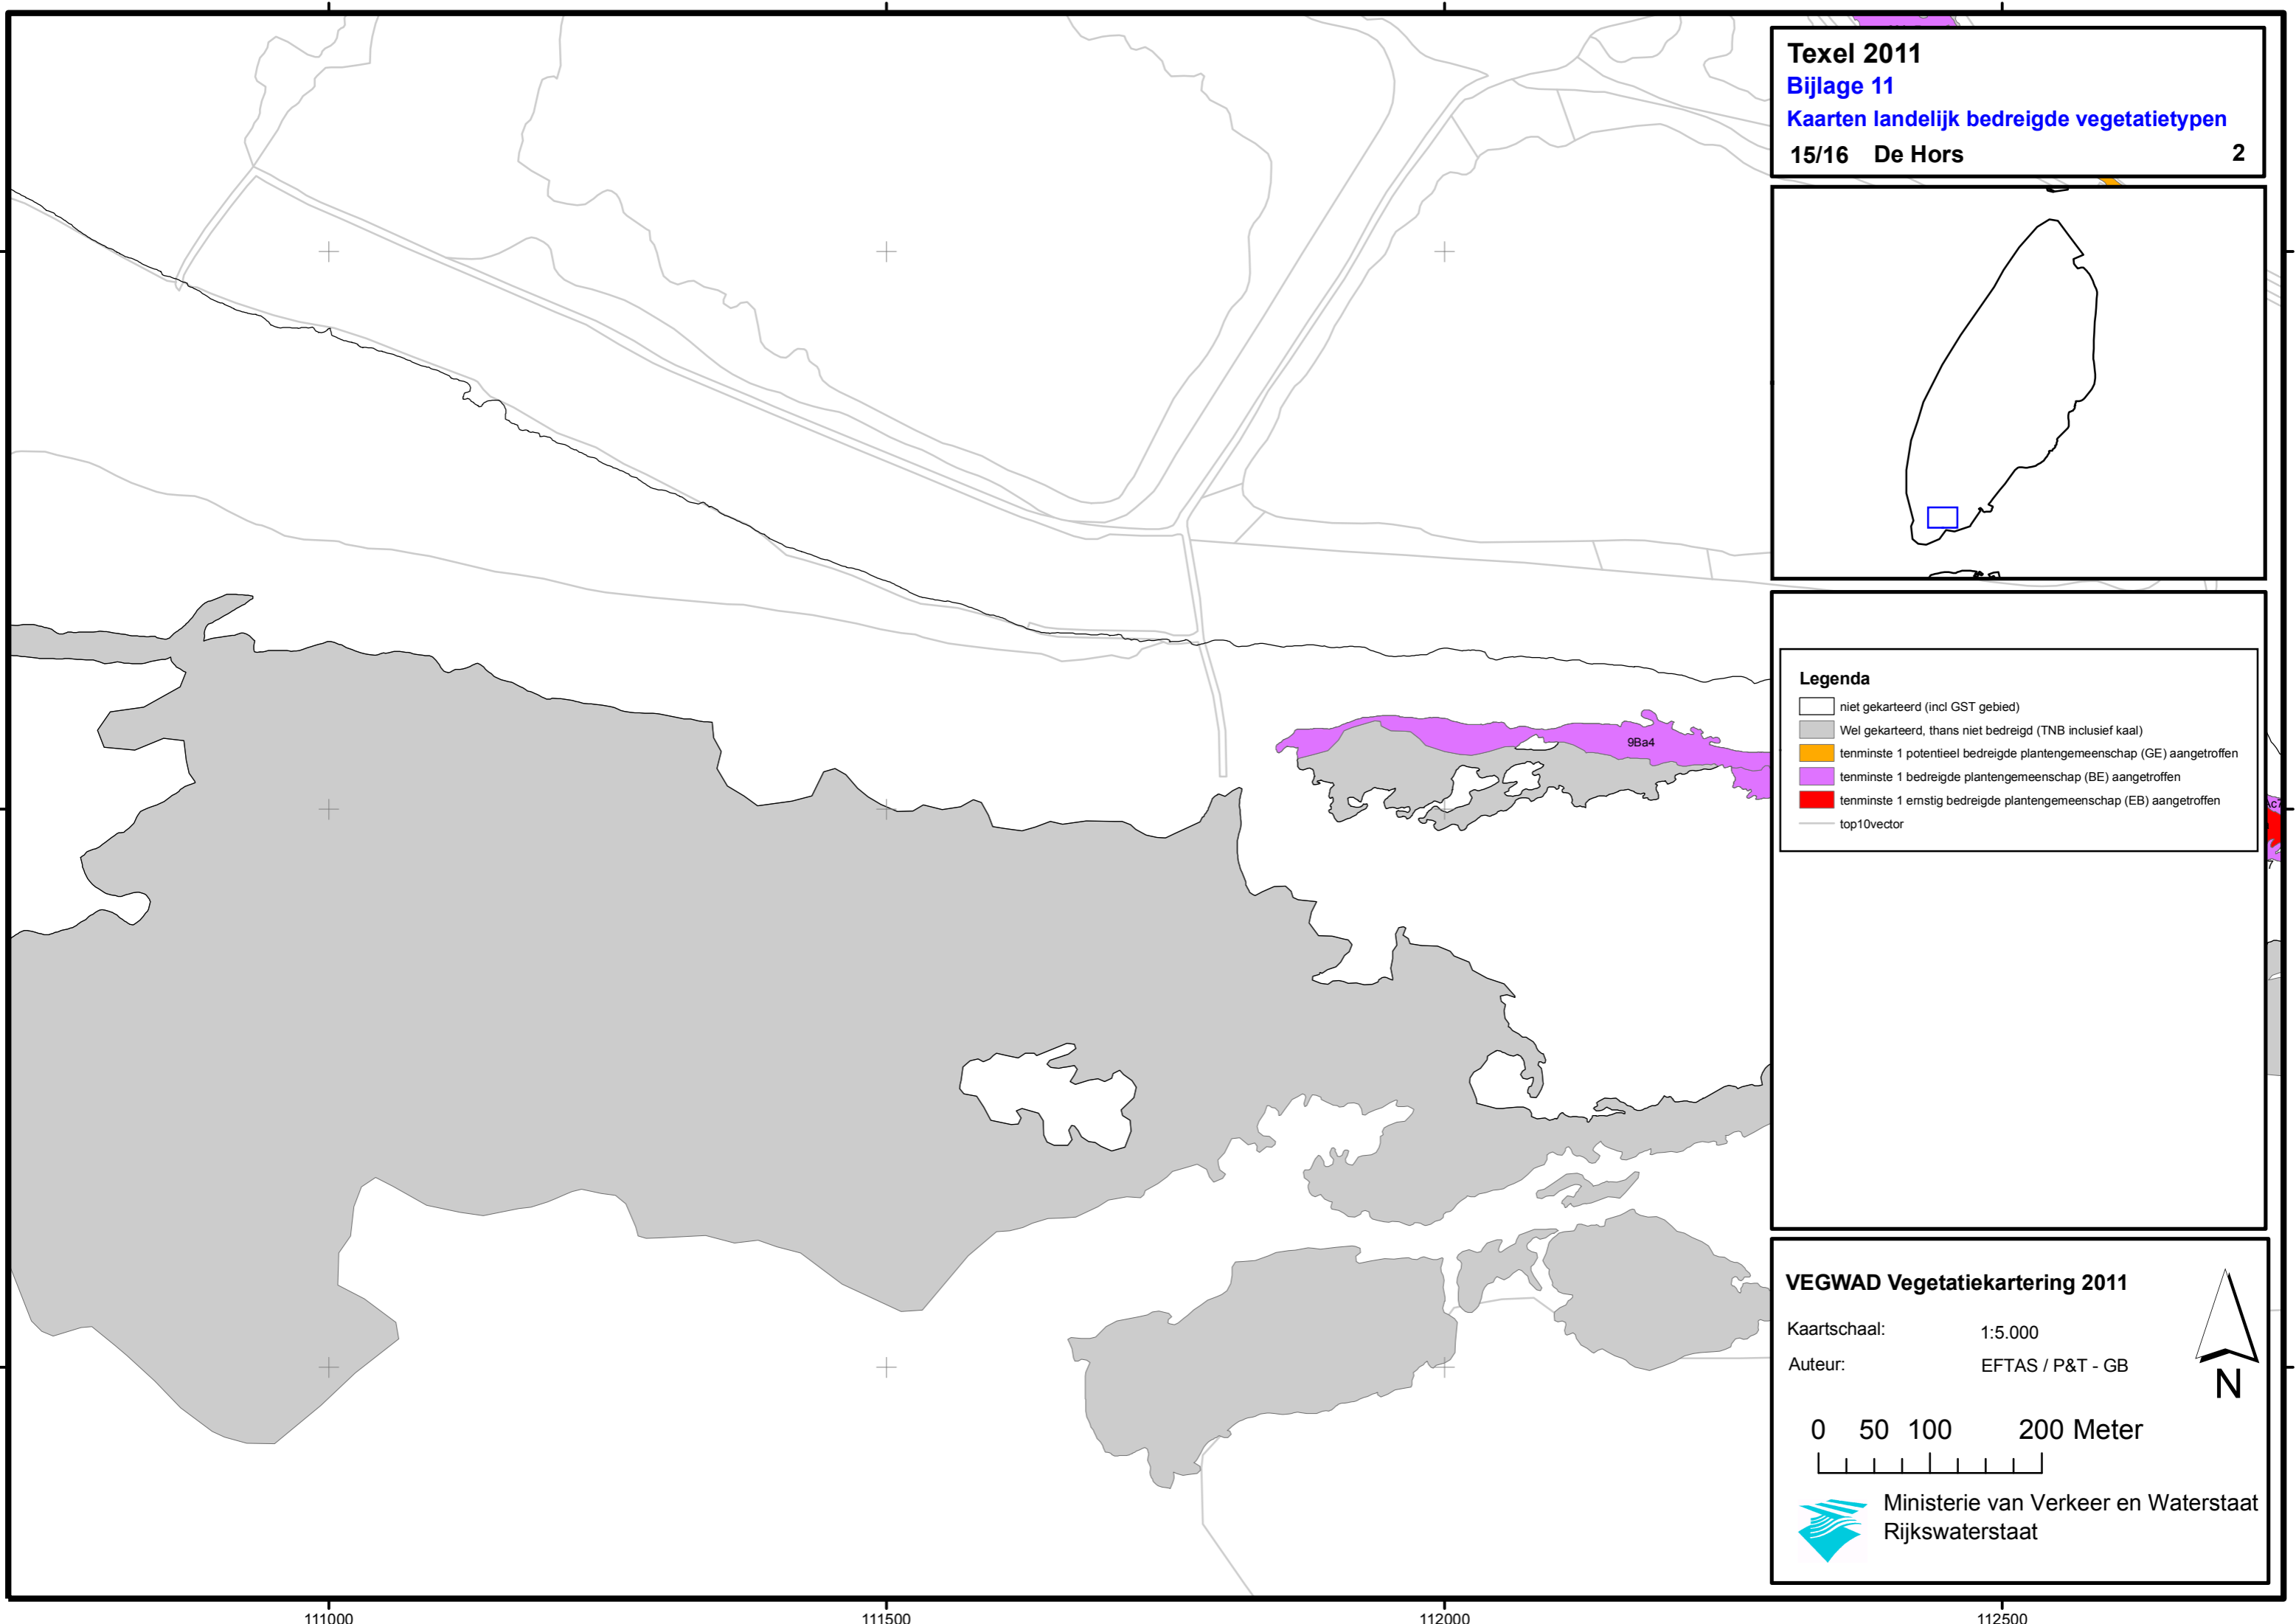 Texel 2011
Bijlage 11
Kaarten landelijk bedreigde vegetatietypen
15/16 De Hors 2
Legenda
niet gekarteerd (incl GST gebied)
Wel gekarteerd, thans niet bedreigd (TNB inclusief kaal)
tenminste 1 potentieel bedreigde plantengemeenschap (GE) aangetroffen
tenminste 1 bedreigde plantengemeenschap (BE) aangetroffen
tenminste 1 ernstig bedreigde plantengemeenschap (EB) aangetroffen
top10vector
9Ba4
VEGWAD Vegetatiekartering 2011
Kaartschaal: 1:5.000
Auteur: EFTAS / P&T - GB
N
0 50 100 200 Meter
Ministerie van Verkeer en Waterstaat
Rijkswaterstaat
111000 111500 112000 112500